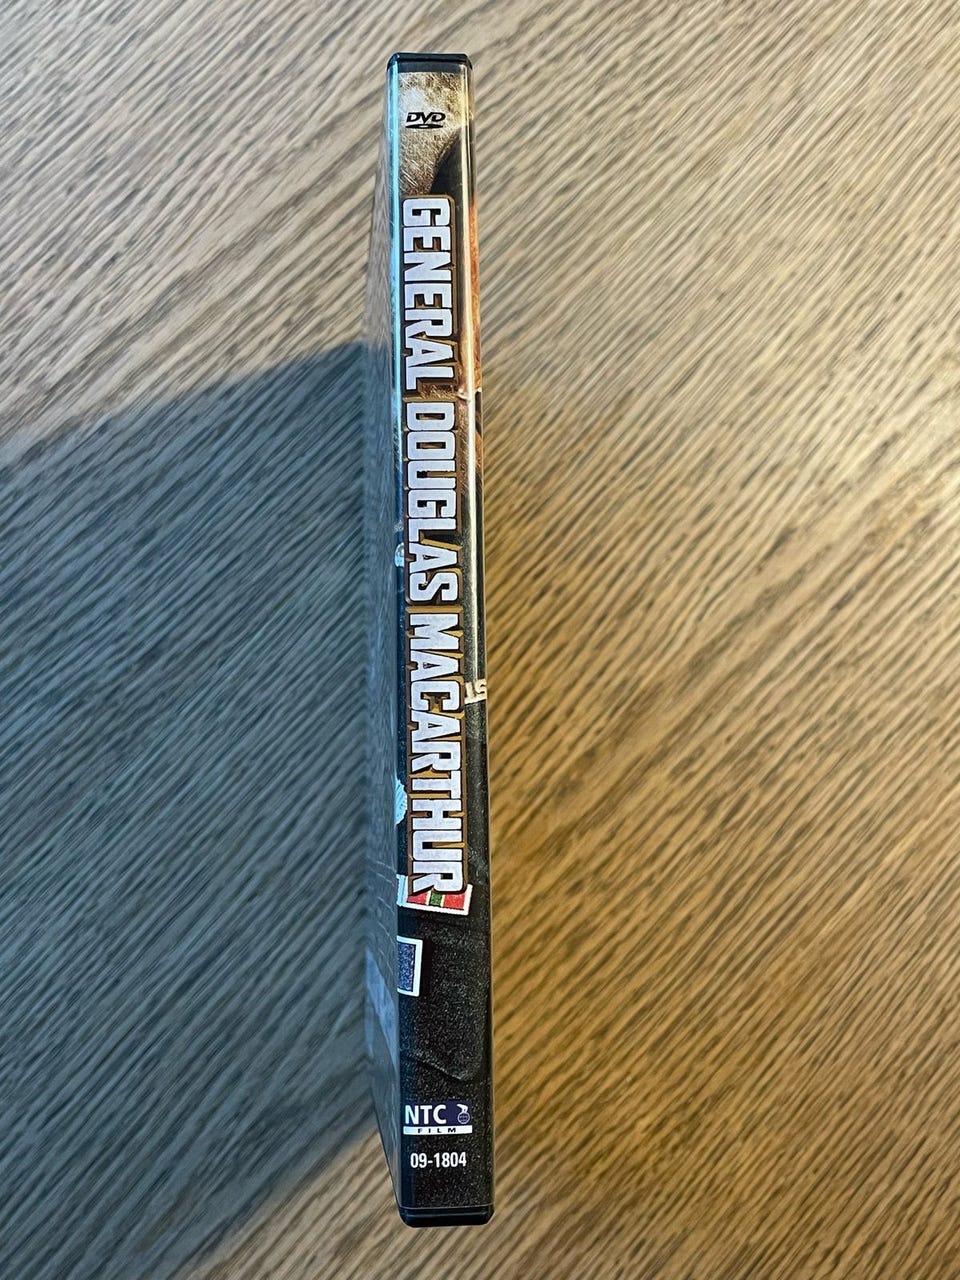 DVD
GENERAL DOUGLAS MACARTHUR
NTC
FILM
09-1804